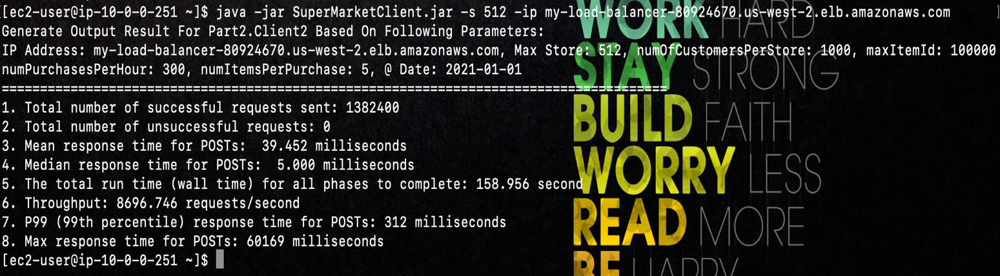 [ec2-user@ip-10-0-0-251 ~]$ java -jar SuperMarketClient.jar -s 512 -ip my-load-balancer-80924670.us-west-2.elb.amazonaws.com
Generate Output Result For Part2.Client2 Based On Following Parameters:
IP Address: my-load-balancer-80924670.us-west-2.elb.amazonaws.com, Max Store: 512, numOfCustomersPerStore: 1000, maxItemId: 100000
numPurchasesPerHour: 300, numItemsPerPurchase: 5, @ Date: 2021-01-01
=======================================================================================
1. Total number of successful requests sent: 1382400
2. Total number of unsuccessful requests: 0
3. Mean response time for POSTs:  39.452 milliseconds
4. Median response time for POSTs:  5.000 milliseconds
5. The total run time (wall time) for all phases to complete: 158.956 second
6. Throughput: 8696.746 requests/second
7. P99 (99th percentile) response time for POSTs: 312 milliseconds
8. Max response time for POSTs: 60169 milliseconds
[ec2-user@ip-10-0-0-251 ~]$
WORK HARD
STAY STRONG
BUILD FAITH
WORRY LESS
READ MORE
BE HAPPY